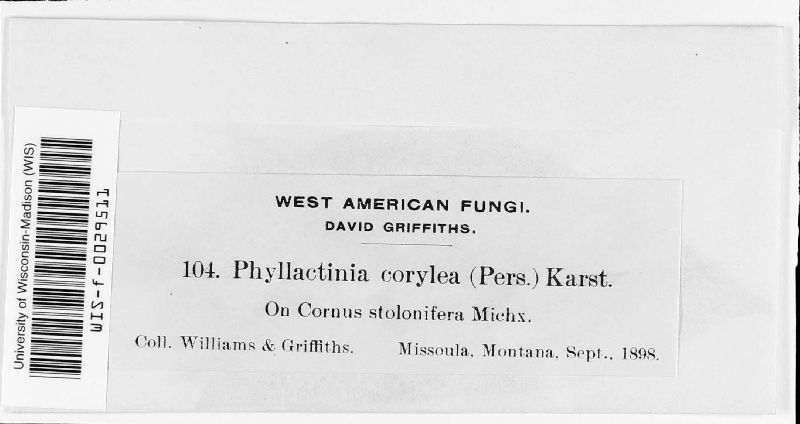 WEST AMERICAN FUNGI.
DAVID GRIFFITHS.
104. Phyllactinia corylea (Pers.) Karst.
On Cornus stolonifera Michx.
Coll. Williams & Griffiths. Missoula, Montana, Sept., 1898.
University of Wisconsin-Madison (WIS)
WIS-f-0029511